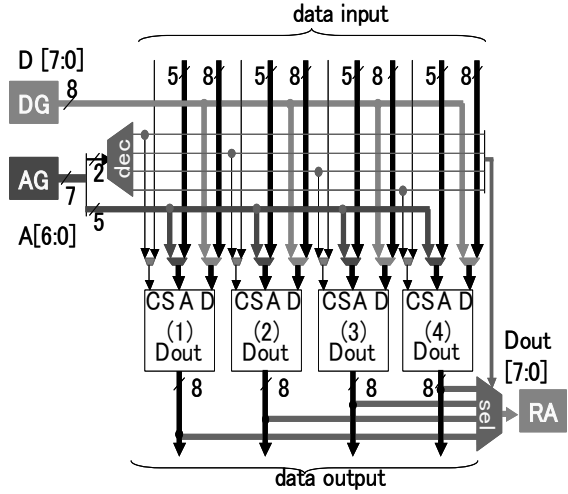 data input
D [7:0]
5 8 5 8 5 8 5 8
8
DG
dec
2
AG
7
5
A[6:0]
CS A D CS A D CS A D CS A D
(1) (2) (3) (4)
Dout Dout Dout Dout
Dout
[7:0]
8 8 8 8
sel
RA
data output